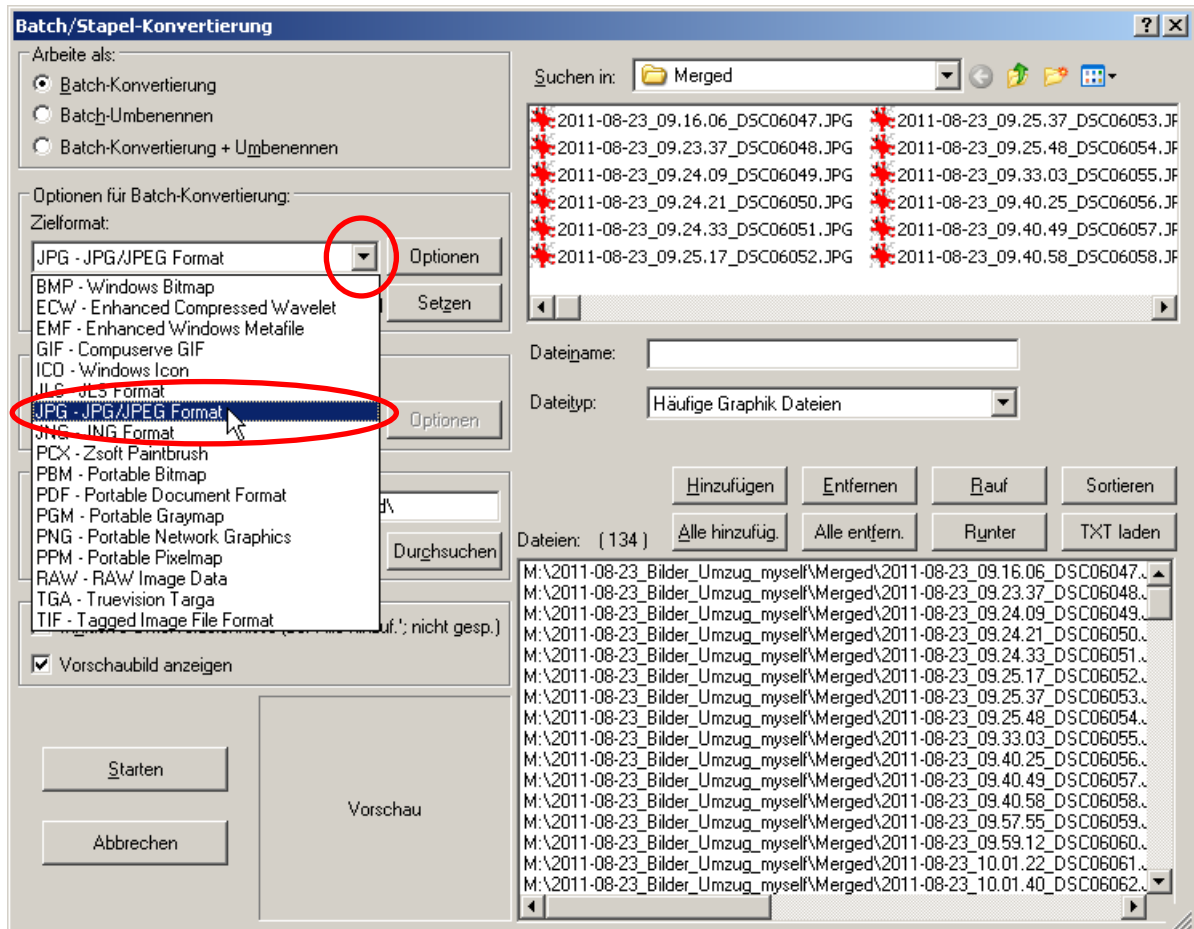 Batch/Stapel-Konvertierung
Arbeite als:
Batch-Konvertierung
Batch-Umbenennen
Batch-Konvertierung + Umbenennen
Optionen für Batch-Konvertierung:
Zielformat:
JPG - JPG/JPEG Format
Optionen
Setzen
BMP - Windows Bitmap
ECW - Enhanced Compressed Wavelet
EMF - Enhanced Windows Metafile
GIF - Compuserve GIF
ICO - Windows Icon
JLS - JLS Format
JPG - JPG/JPEG Format
JNG - JNG Format
PCX - Zsoft Paintbrush
PBM - Portable Bitmap
PDF - Portable Document Format
PGM - Portable Graymap
PNG - Portable Network Graphics
PPM - Portable Pixelmap
RAW - RAW Image Data
TGA - Truevision Targa
TIF - Tagged Image File Format
Optionen
d\
Durchsuchen
nicht gesp.)
Vorschaubild anzeigen
Starten
Abbrechen
Vorschau
Suchen in:
Merged
2011-08-23_09.16.06_DSC06047.JPG
2011-08-23_09.23.37_DSC06048.JPG
2011-08-23_09.24.09_DSC06049.JPG
2011-08-23_09.24.21_DSC06050.JPG
2011-08-23_09.24.33_DSC06051.JPG
2011-08-23_09.25.17_DSC06052.JPG
2011-08-23_09.25.37_DSC06053.JP
2011-08-23_09.25.48_DSC06054.JP
2011-08-23_09.33.03_DSC06055.JP
2011-08-23_09.40.25_DSC06056.JP
2011-08-23_09.40.49_DSC06057.JP
2011-08-23_09.40.58_DSC06058.JP
Dateiname:
Dateityp:
Häufige Graphik Dateien
Hinzufügen
Entfernen
Rauf
Sortieren
Dateien: ( 134 )
Alle hinzufüg.
Alle entfern.
Runter
TXT laden
M:\2011-08-23_Bilder_Umzug_myself\Merged\2011-08-23_09.16.06_DSC06047.
M:\2011-08-23_Bilder_Umzug_myself\Merged\2011-08-23_09.23.37_DSC06048.
M:\2011-08-23_Bilder_Umzug_myself\Merged\2011-08-23_09.24.09_DSC06049.
M:\2011-08-23_Bilder_Umzug_myself\Merged\2011-08-23_09.24.21_DSC06050.
M:\2011-08-23_Bilder_Umzug_myself\Merged\2011-08-23_09.24.33_DSC06051.
M:\2011-08-23_Bilder_Umzug_myself\Merged\2011-08-23_09.25.17_DSC06052.
M:\2011-08-23_Bilder_Umzug_myself\Merged\2011-08-23_09.25.37_DSC06053.
M:\2011-08-23_Bilder_Umzug_myself\Merged\2011-08-23_09.25.48_DSC06054.
M:\2011-08-23_Bilder_Umzug_myself\Merged\2011-08-23_09.33.03_DSC06055.
M:\2011-08-23_Bilder_Umzug_myself\Merged\2011-08-23_09.40.25_DSC06056.
M:\2011-08-23_Bilder_Umzug_myself\Merged\2011-08-23_09.40.49_DSC06057.
M:\2011-08-23_Bilder_Umzug_myself\Merged\2011-08-23_09.40.58_DSC06058.
M:\2011-08-23_Bilder_Umzug_myself\Merged\2011-08-23_09.57.55_DSC06059.
M:\2011-08-23_Bilder_Umzug_myself\Merged\2011-08-23_09.59.12_DSC06060.
M:\2011-08-23_Bilder_Umzug_myself\Merged\2011-08-23_10.01.22_DSC06061.
M:\2011-08-23_Bilder_Umzug_myself\Merged\2011-08-23_10.01.40_DSC06062.